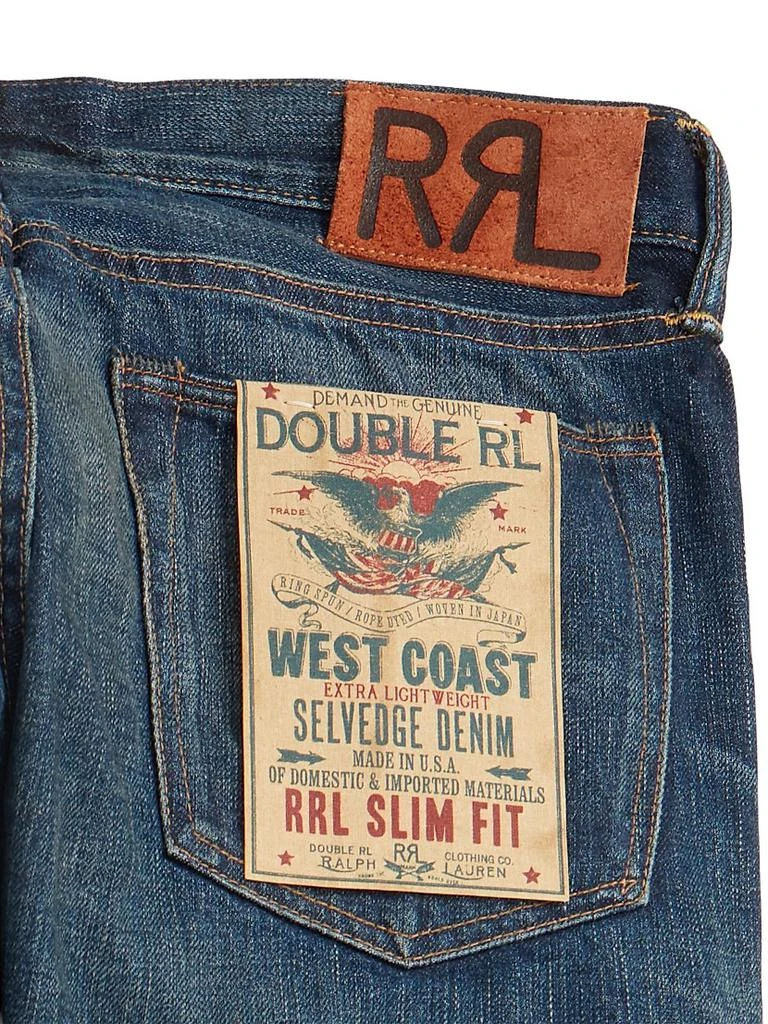 RRL
DEMAND THE GENUINE
DOUBLE RL
TRADE MARK
RING SPUN / ROPE DYED / WOVEN IN JAPAN
WEST COAST
EXTRA LIGHTWEIGHT
SELVEDGE DENIM
MADE IN U.S.A.
OF DOMESTIC & IMPORTED MATERIALS
RRL SLIM FIT
DOUBLE RL RRL CLOTHING CO.
RALPH LAUREN